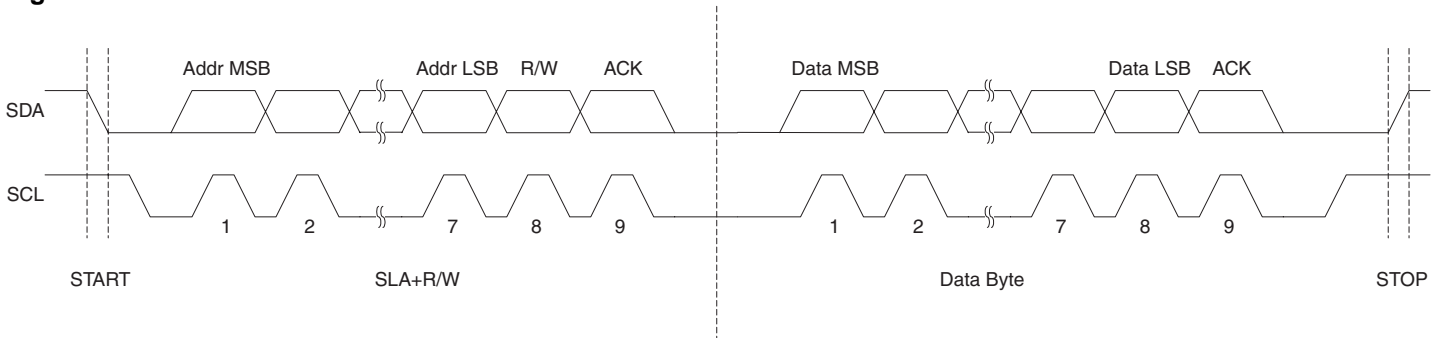 Addr MSB Addr LSB R/W ACK Data MSB Data LSB ACK
SDA
SCL
1 2 7 8 9 1 2 7 8 9
START SLA+R/W Data Byte STOP